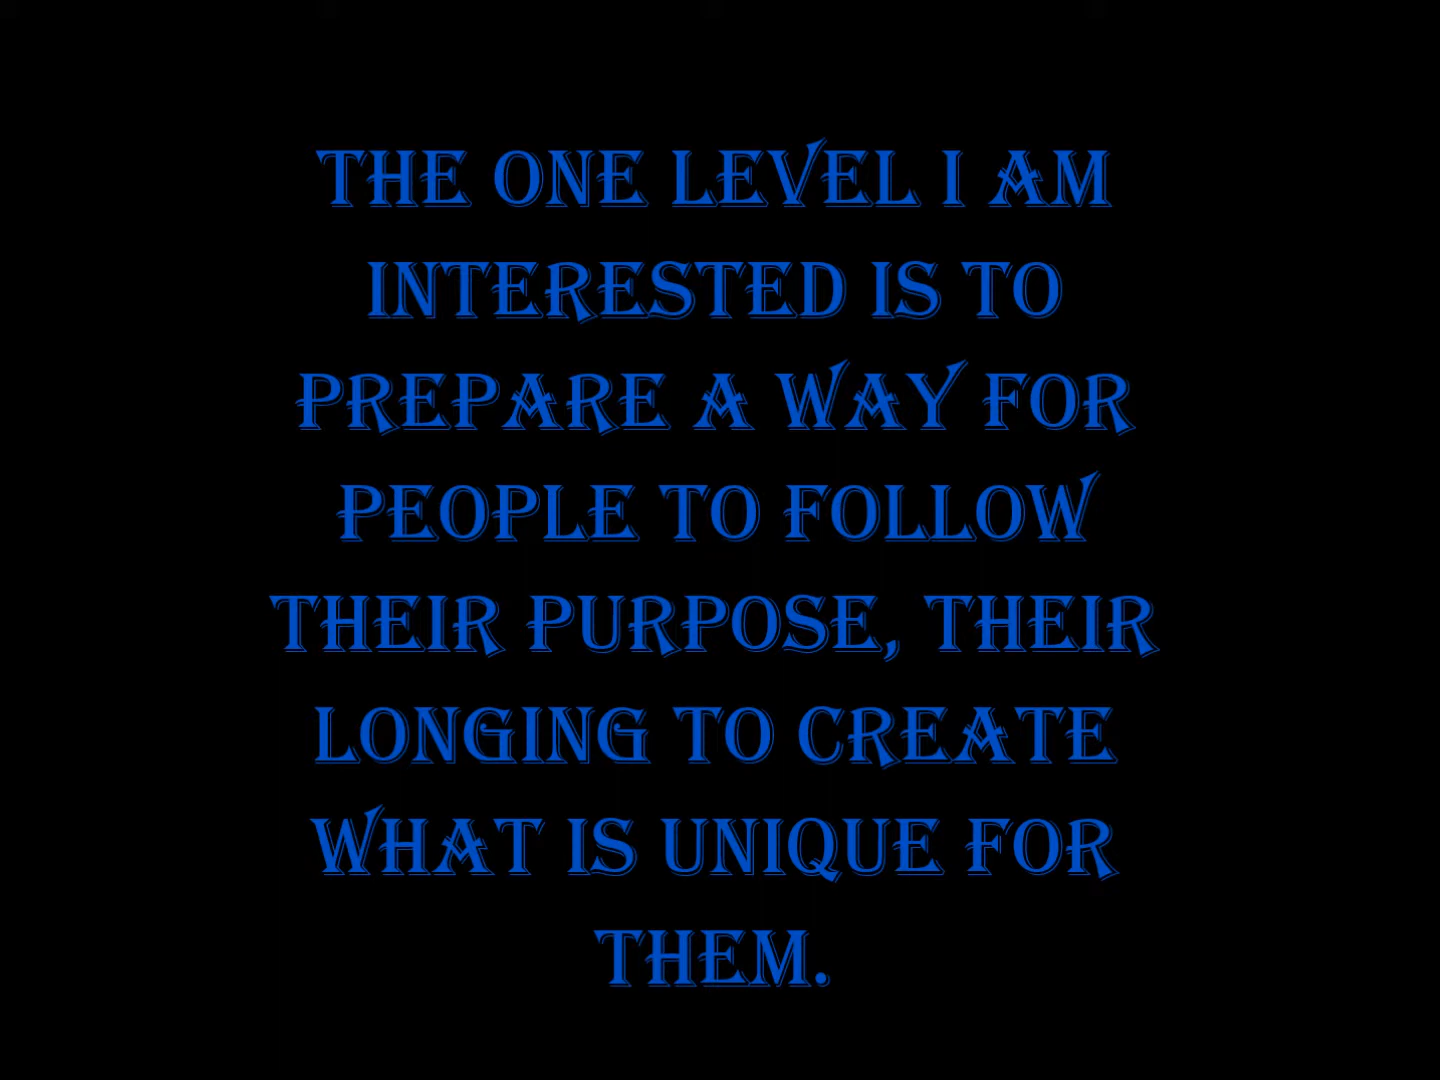 THE ONE LEVEL I AM
INTERESTED IS TO
PREPARE A WAY FOR
PEOPLE TO FOLLOW
THEIR PURPOSE, THEIR
LONGING TO CREATE
WHAT IS UNIQUE FOR
THEM.